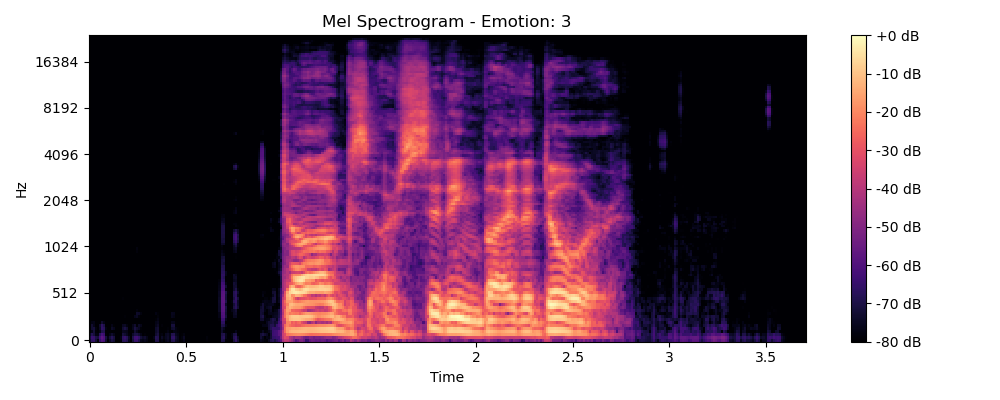 Mel Spectrogram - Emotion: 3
Hz
16384
8192
4096
2048
1024
512
0
0 0.5 1 1.5 2 2.5 3 3.5
Time
+0 dB
-10 dB
-20 dB
-30 dB
-40 dB
-50 dB
-60 dB
-70 dB
-80 dB